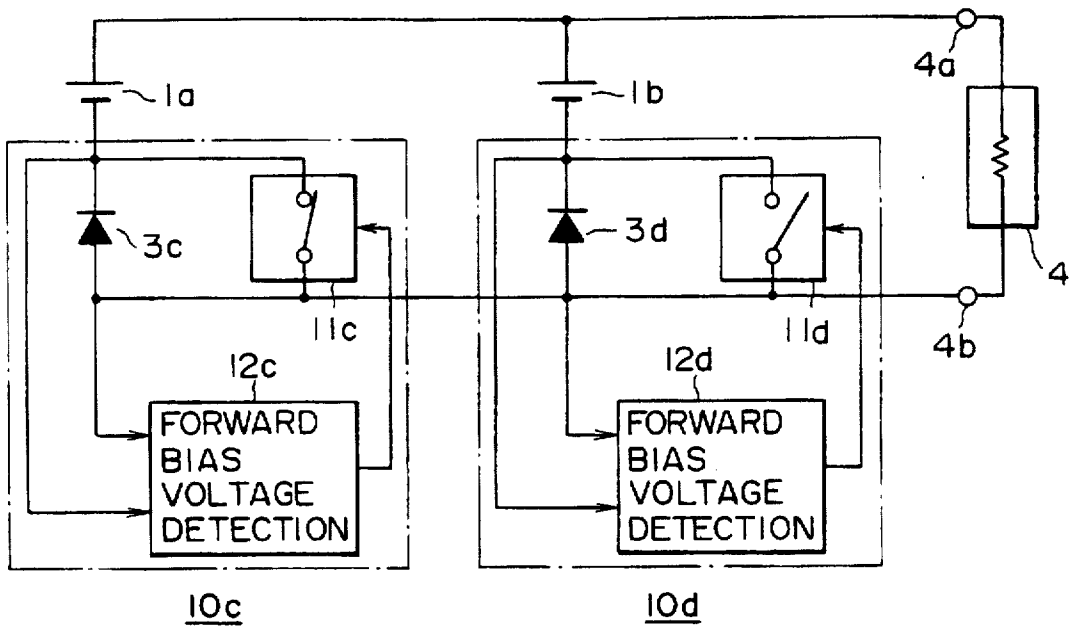 4a
1a
1b
3c
3d
4
11c
11d
4b
12c
12d
FORWARD
BIAS
VOLTAGE
DETECTION
FORWARD
BIAS
VOLTAGE
DETECTION
10c
10d